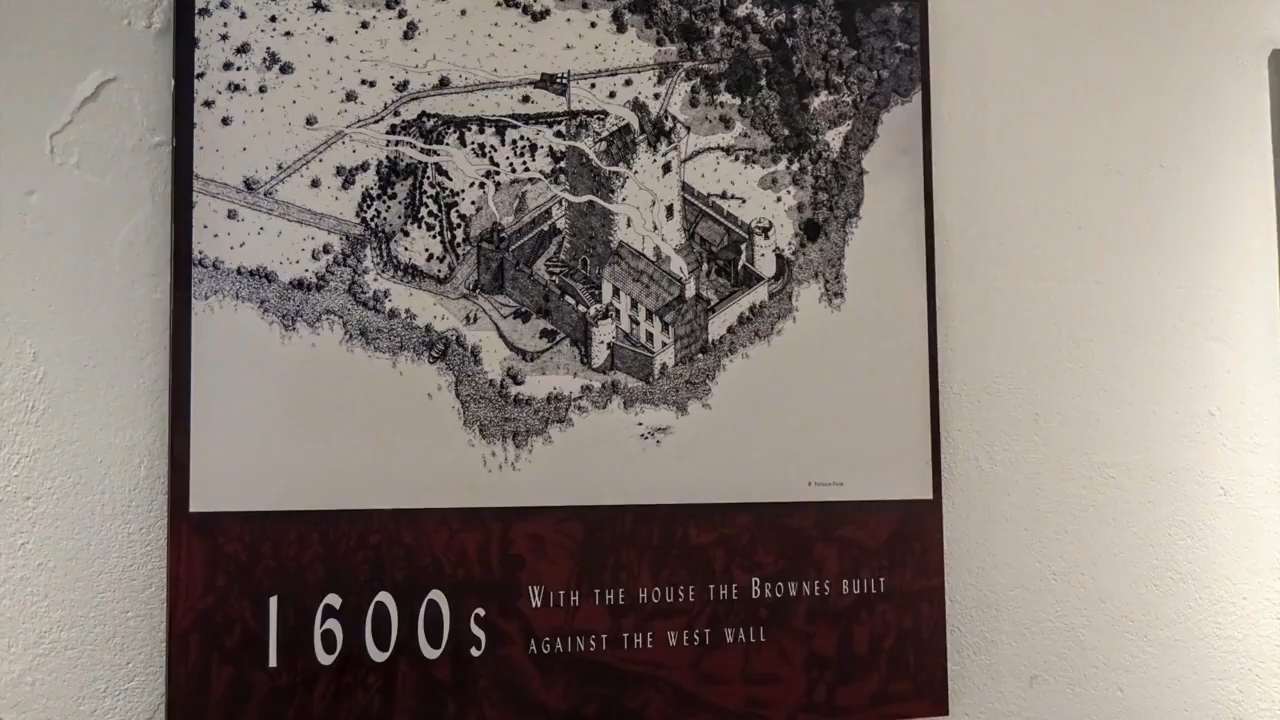 1600s
With the house the Brownes built
against the west wall